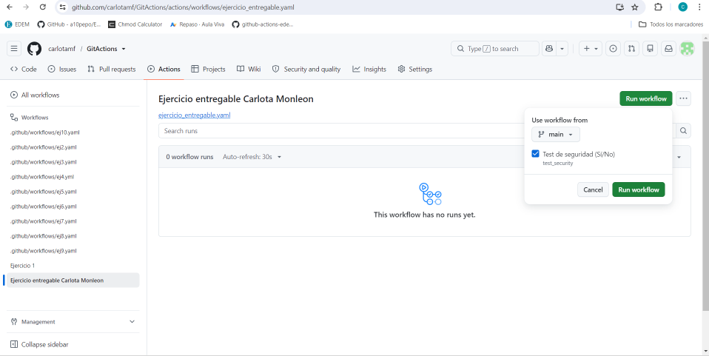 github.com/carlotamf/GitActions/actions/workflows/ejercicio_entregable.yaml
EDEM
GitHub - a10pepo/E...
Chmod Calculator
Repaso - Aula Viva
github-actions-ede...
Todos los marcadores
carlotamf / GitActions
Type / to search
Code
Issues
Pull requests
Actions
Projects
Wiki
Security and quality
Insights
Settings
All workflows
Workflows
.github/workflows/ej10.yaml
.github/workflows/ej2.yaml
.github/workflows/ej3.yaml
.github/workflows/ej4.yml
.github/workflows/ej5.yaml
.github/workflows/ej6.yaml
.github/workflows/ej7.yaml
.github/workflows/ej8.yaml
.github/workflows/ej9.yaml
Ejercicio 1
Ejercicio entregable Carlota Monleon
Management
Collapse sidebar
Ejercicio entregable Carlota Monleon
ejercicio_entregable.yaml
Search runs
0 workflow runs
Auto-refresh: 30s
This workflow has no runs yet.
Run workflow
Use workflow from
main
Test de seguridad (Sí/No)
test_security
Cancel
Run workflow